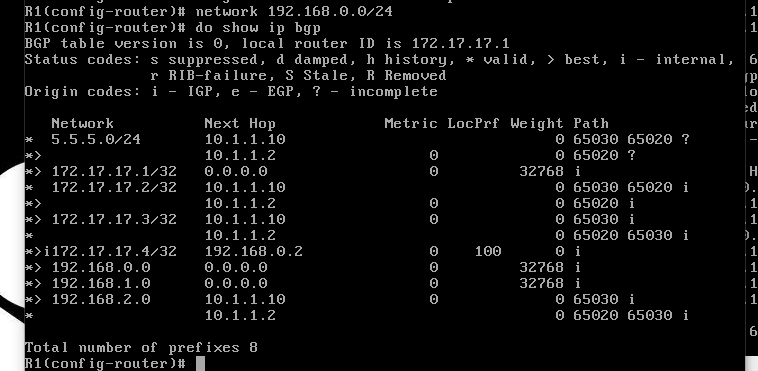 R1(config-router)# network 192.168.0.0/24
R1(config-router)# do show ip bgp
BGP table version is 0, local router ID is 172.17.17.1
Status codes: s suppressed, d damped, h history, * valid, > best, i - internal,
              r RIB-failure, S Stale, R Removed
Origin codes: i - IGP, e - EGP, ? - incomplete

   Network          Next Hop            Metric LocPrf Weight Path
*  5.5.5.0/24       10.1.1.10                              0 65030 65020 ?
*>                  10.1.1.2                 0             0 65020 ?
*> 172.17.17.1/32   0.0.0.0                  0         32768 i
*  172.17.17.2/32   10.1.1.10                              0 65030 65020 i
*>                  10.1.1.2                 0             0 65020 i
*> 172.17.17.3/32   10.1.1.10                0             0 65030 i
*                   10.1.1.2                               0 65020 65030 i
*>i172.17.17.4/32   192.168.0.2              0    100      0 i
*> 192.168.0.0      0.0.0.0                  0         32768 i
*> 192.168.1.0      0.0.0.0                  0         32768 i
*> 192.168.2.0      10.1.1.10                0             0 65030 i
*                   10.1.1.2                               0 65020 65030 i

Total number of prefixes 8
R1(config-router)#